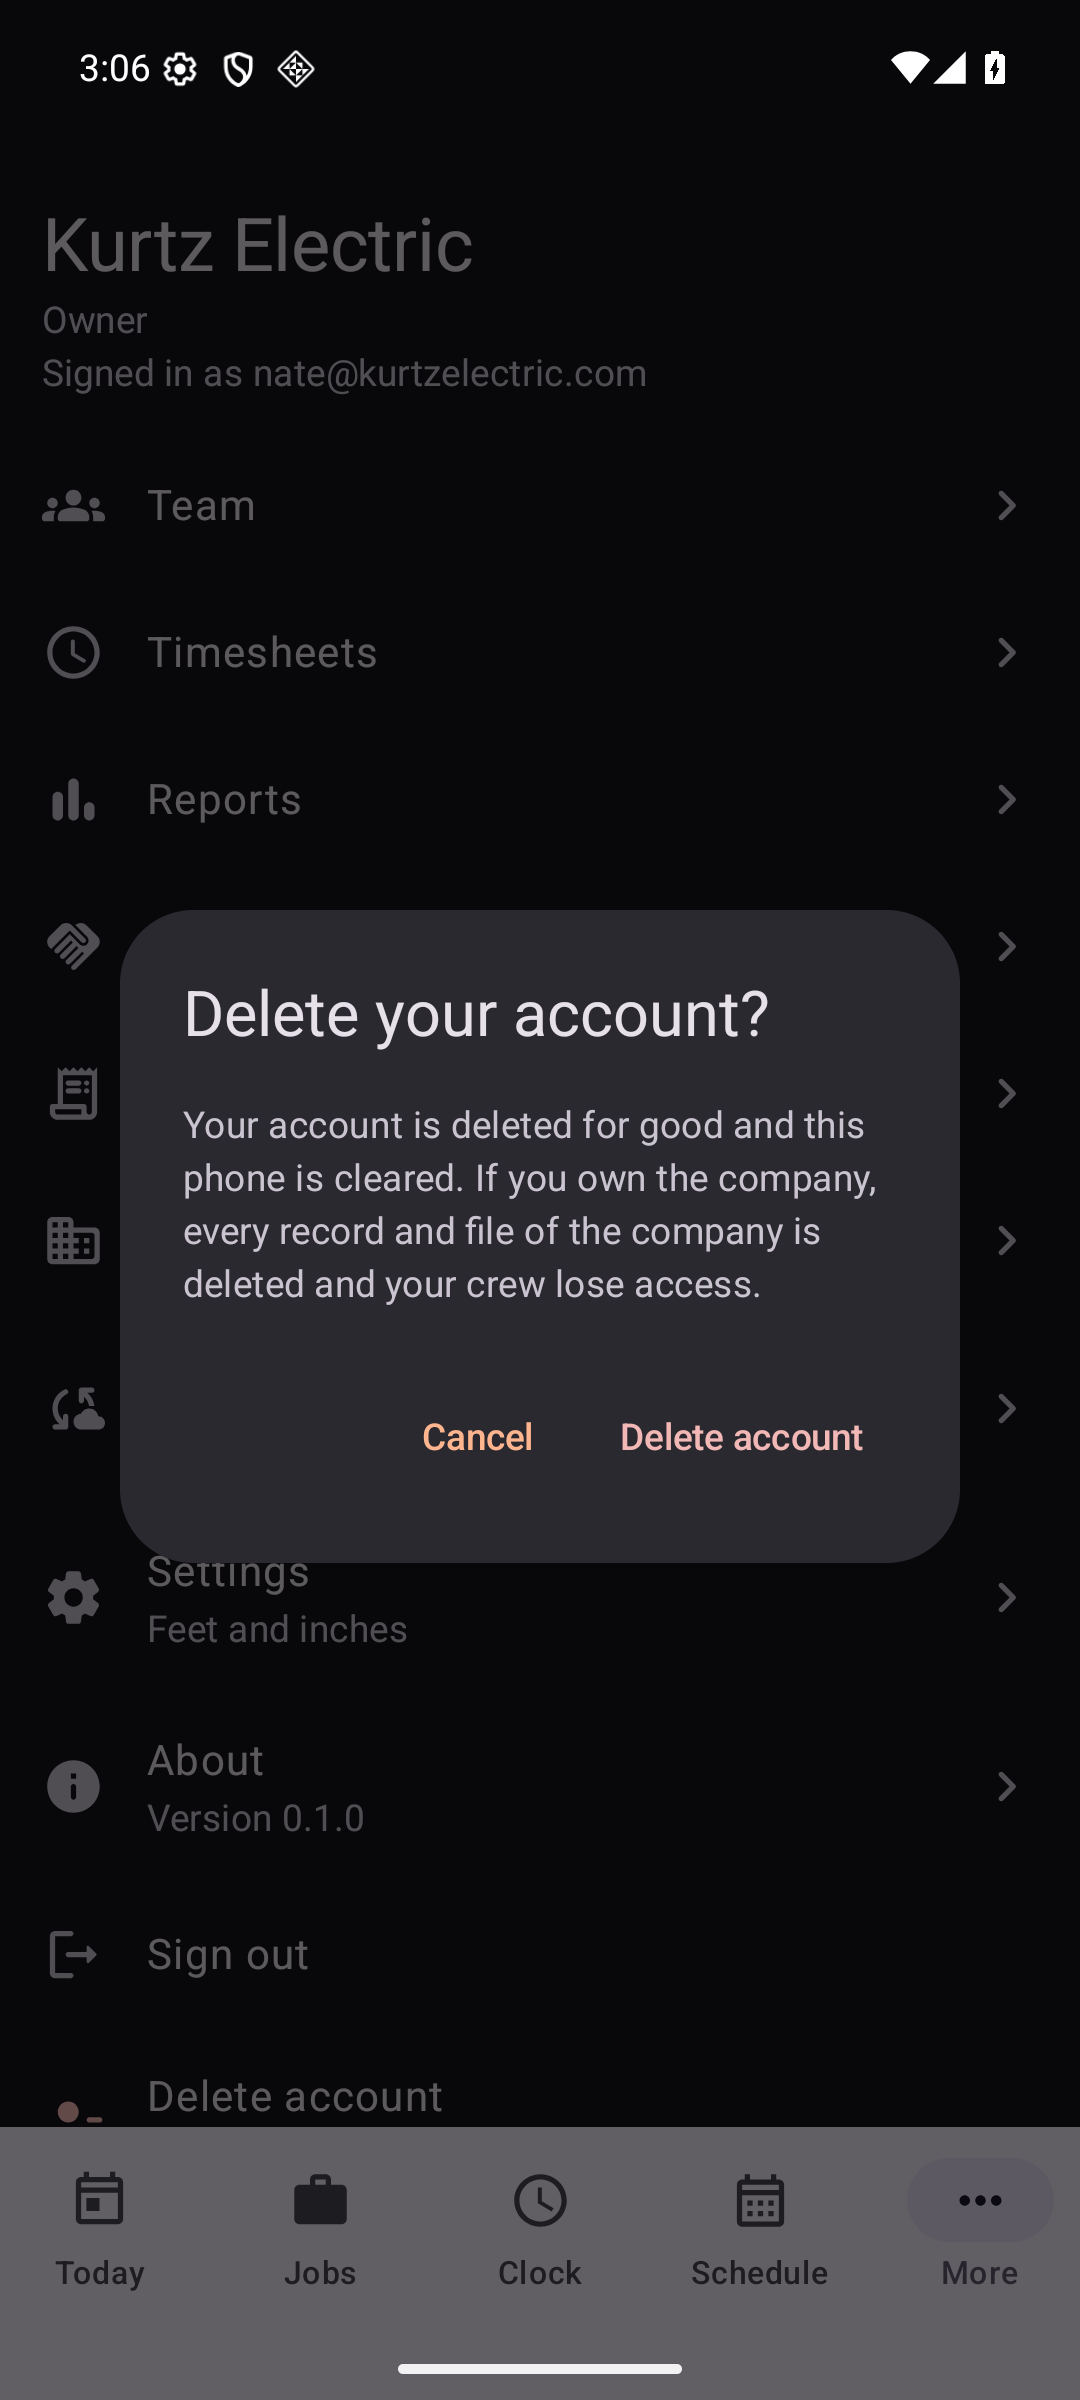 3:06
Kurtz Electric
Owner
Signed in as nate@kurtzelectric.com
Team
Timesheets
Reports
Delete your account?
Your account is deleted for good and this
phone is cleared. If you own the company,
every record and file of the company is
deleted and your crew lose access.
Cancel
Delete account
Settings
Feet and inches
About
Version 0.1.0
Sign out
Delete account
Today
Jobs
Clock
Schedule
More